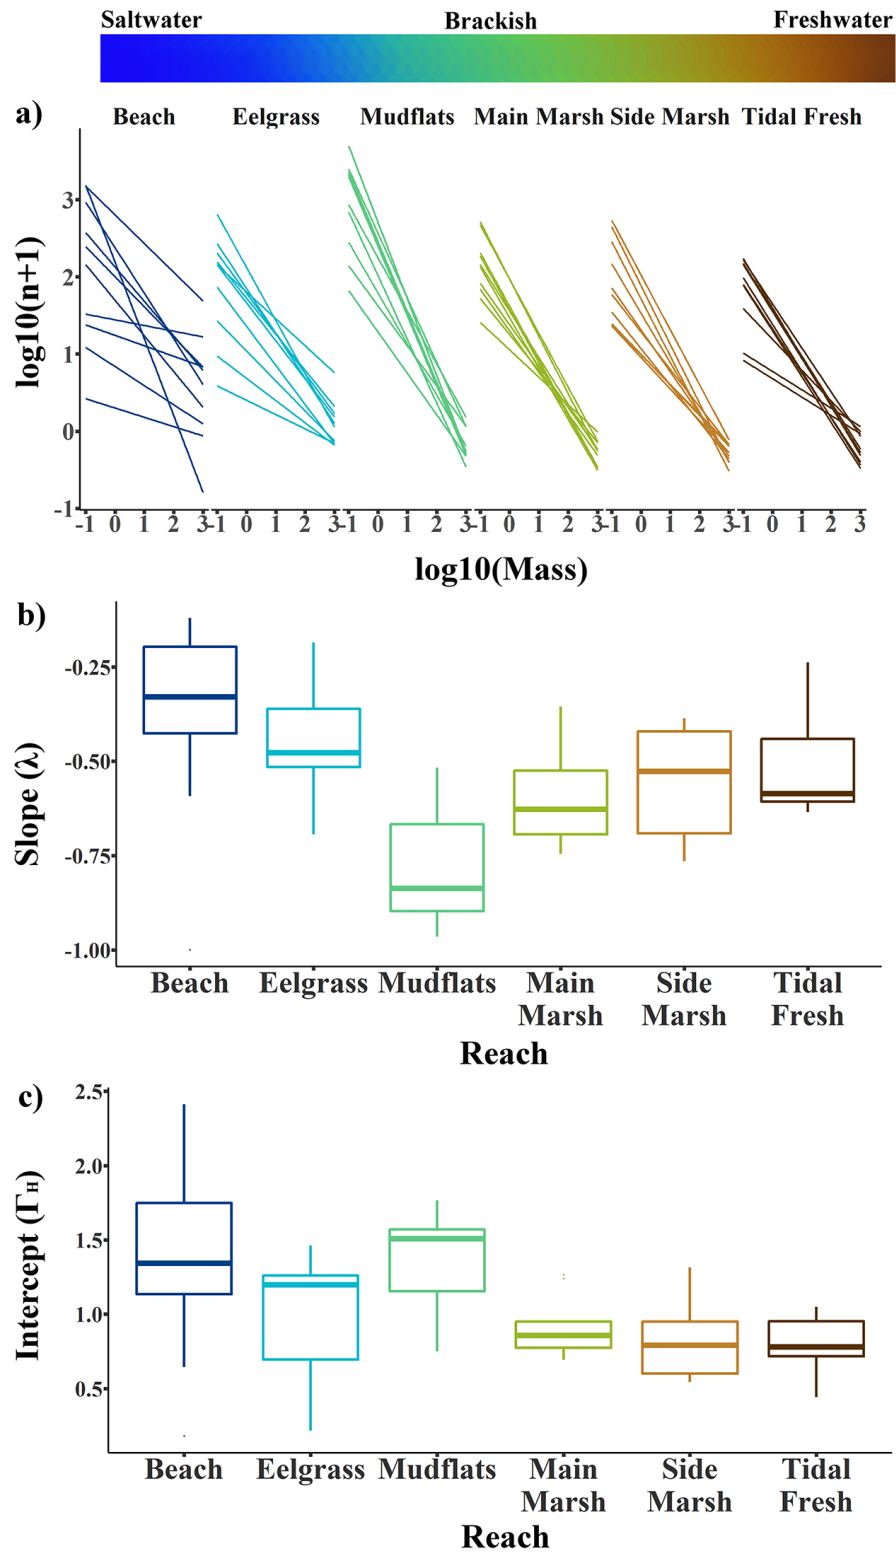 Saltwater Brackish Freshwater
a) Beach Eelgrass Mudflats Main Marsh Side Marsh Tidal Fresh
3
2
1
0
-1
log10(n+1)
-1 0 1 2 3 -1 0 1 2 3 -1 0 1 2 3 -1 0 1 2 3 -1 0 1 2 3 -1 0 1 2 3
log10(Mass)
b)
-0.25
-0.50
-0.75
-1.00
Slope (λ)
Beach Eelgrass Mudflats Main Side Tidal
Marsh Marsh Fresh
Reach
c)
2.5
2.0
1.5
1.0
0.5
Intercept (ΓH)
Beach Eelgrass Mudflats Main Side Tidal
Marsh Marsh Fresh
Reach